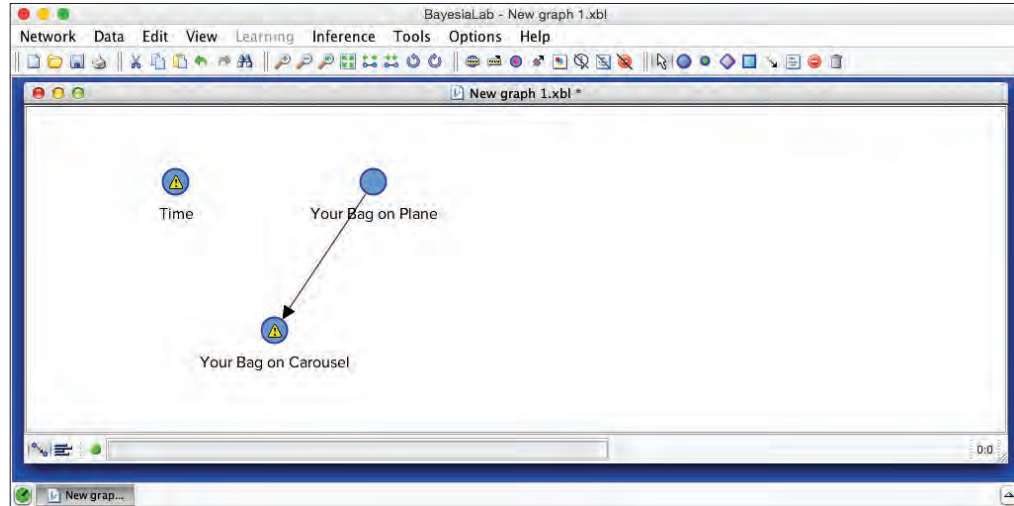 BayesiaLab - New graph 1.xbl
Network Data Edit View Learning Inference Tools Options Help
New graph 1.xbl *
Time
Your Bag on Plane
Your Bag on Carousel
0:0
New grap...